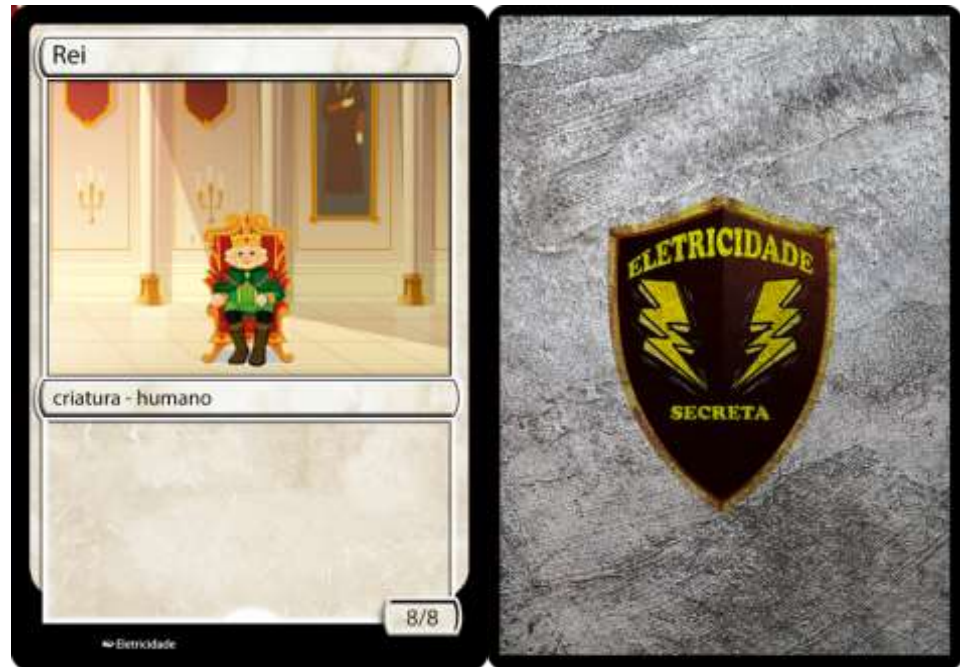 Rei
criatura - humano
8/8
Eletricidade
ELETRICIDADE
SECRETA